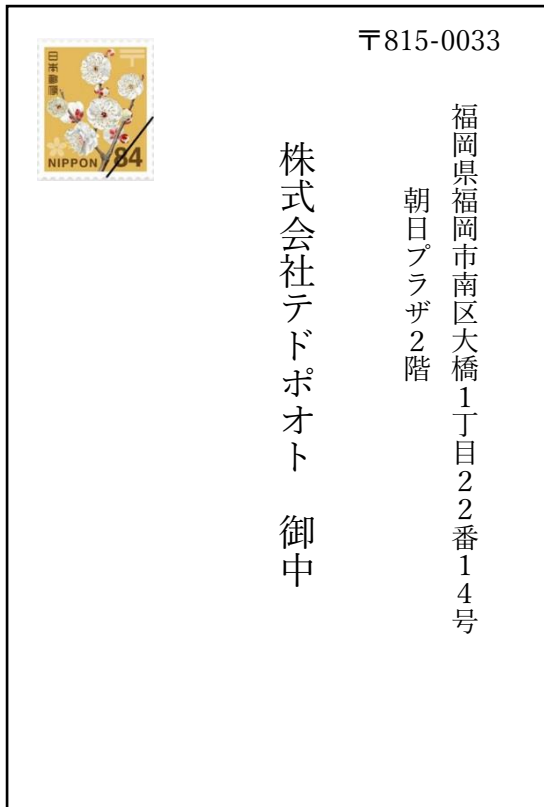 〒815-0033
福岡県福岡市南区大橋1丁目22番14号
朝日プラザ2階
株式会社テドポオト 御中
日本郵便
NIPPON 84